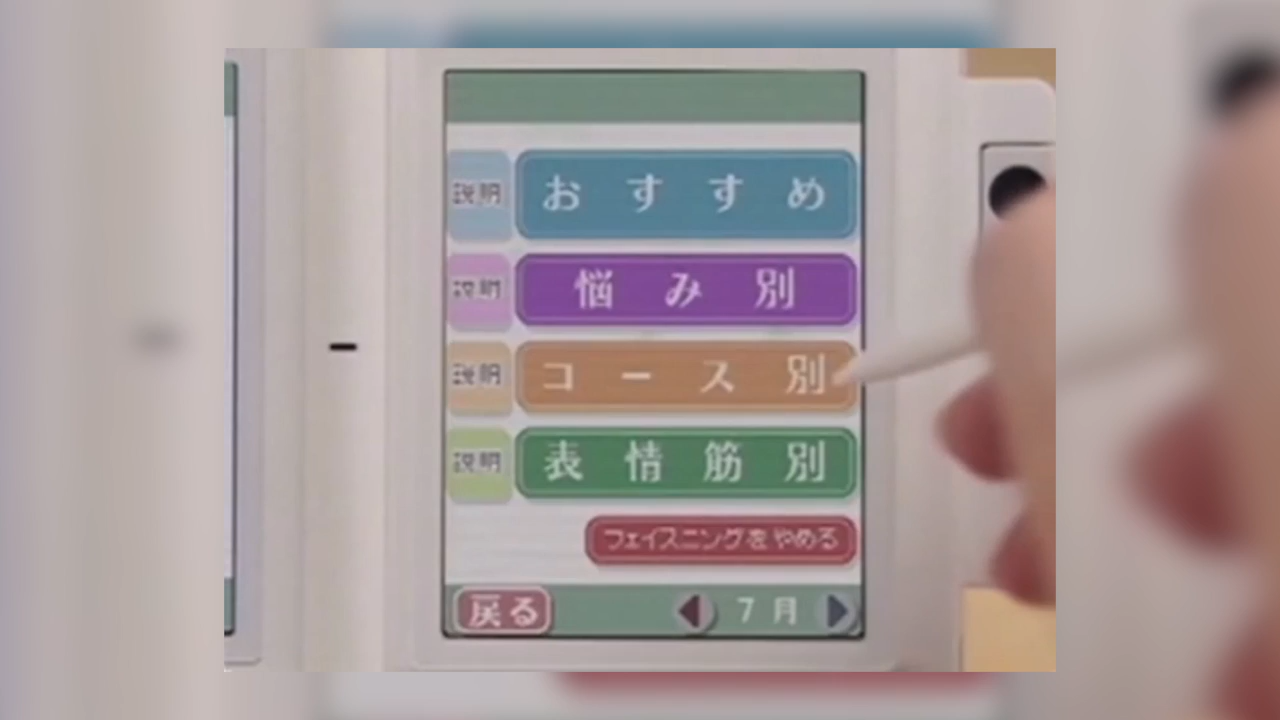 説明 おすすめ
説明 悩み別
説明 コース別
説明 表情筋別
フェイスニングをやめる
戻る 7月